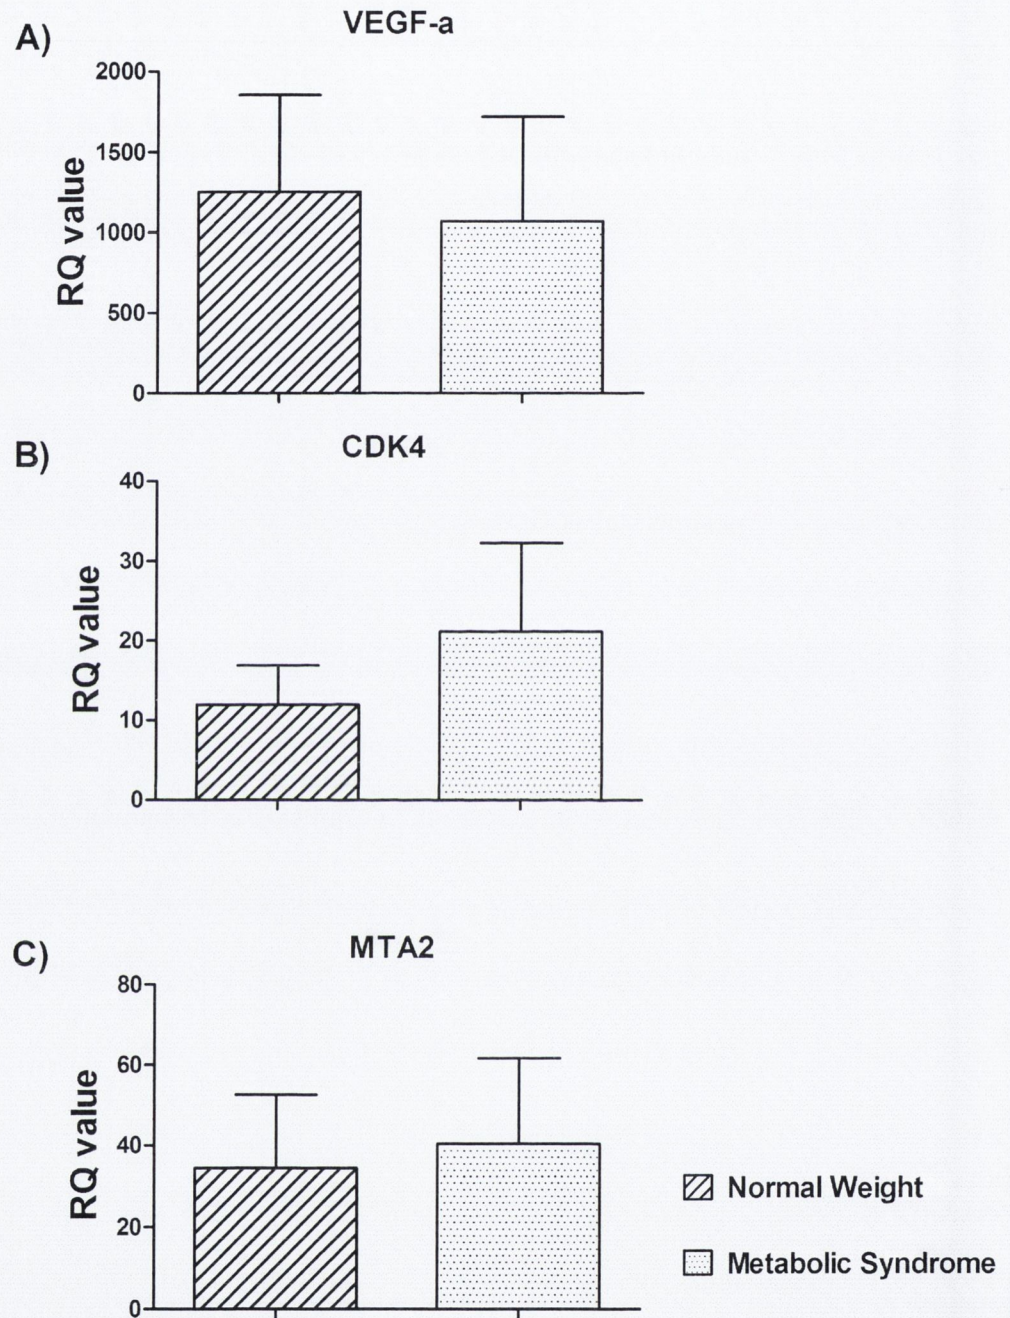 A)
VEGF-a
RQ value
2000
1500
1000
500
0
B)
CDK4
RQ value
40
30
20
10
0
C)
MTA2
RQ value
80
60
40
20
0
Normal Weight
Metabolic Syndrome